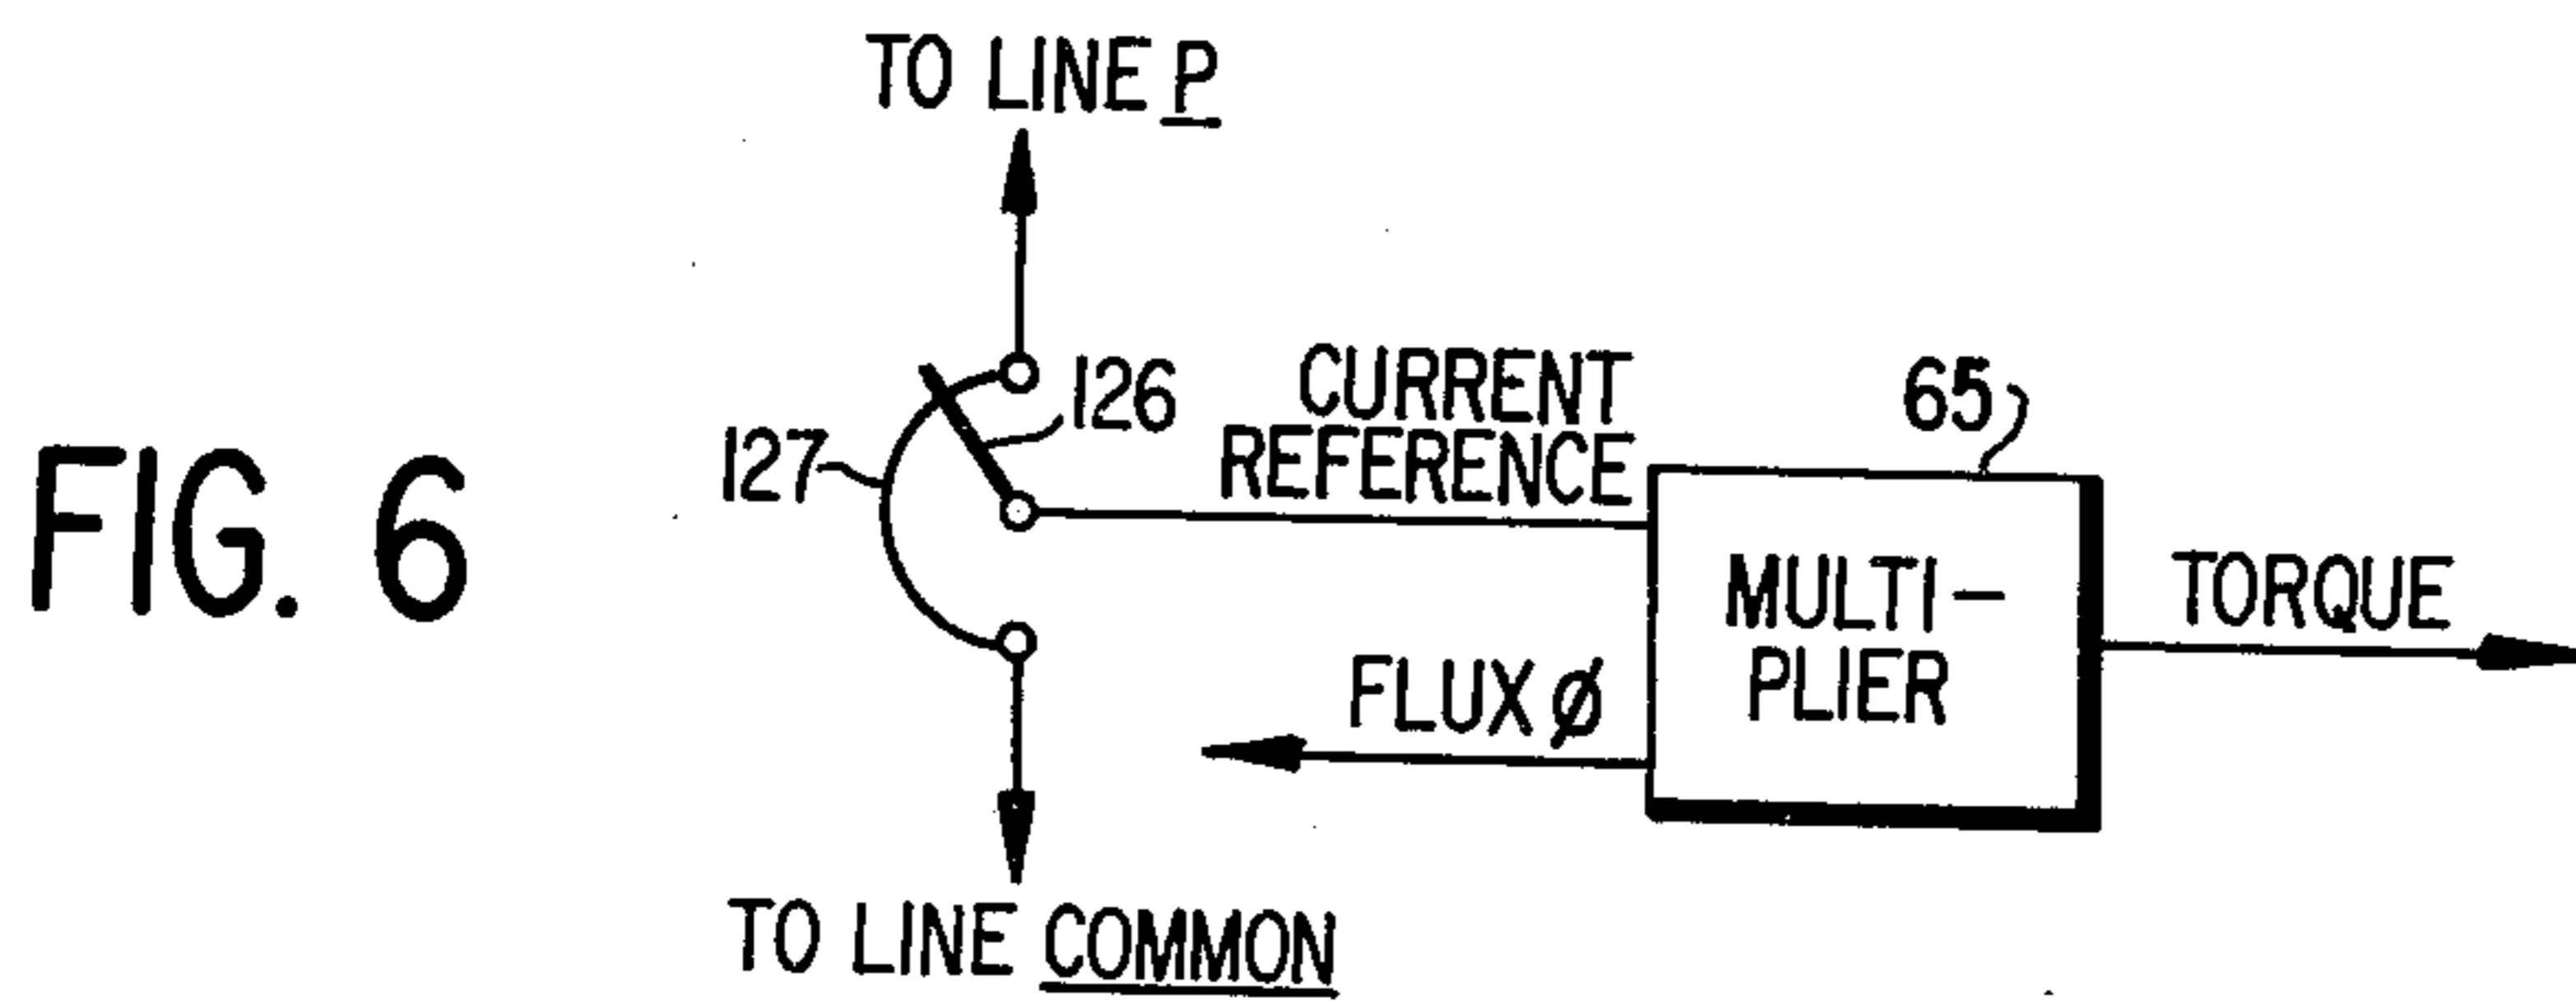 TO LINE P
126
127
CURRENT
REFERENCE
65
FIG. 6
MULTI-
PLIER
TORQUE
FLUX ø
TO LINE COMMON